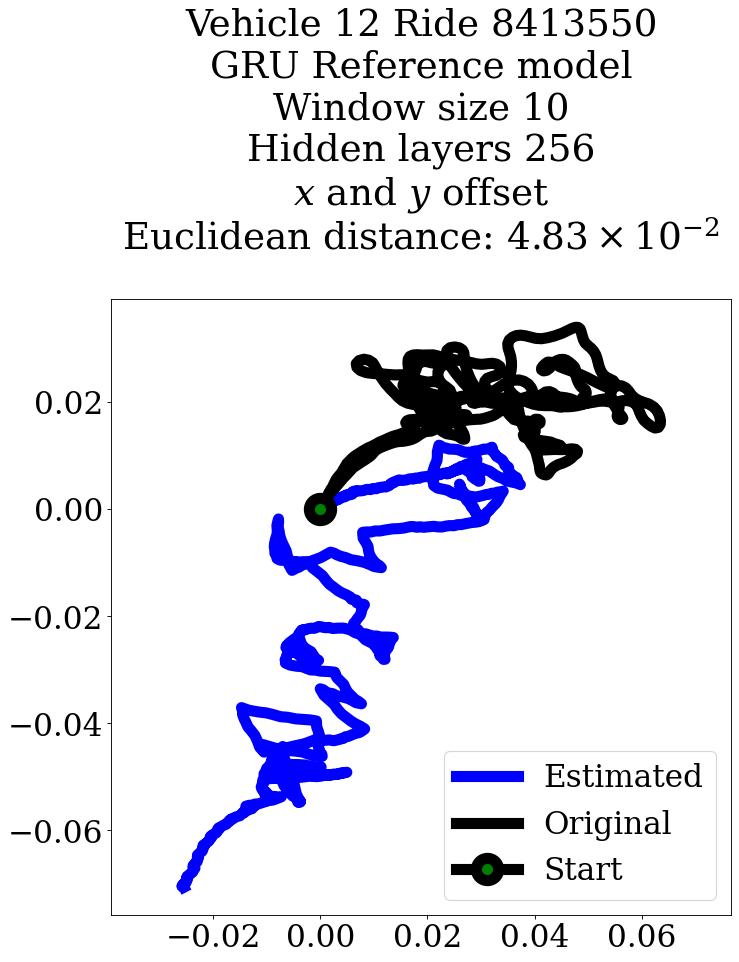 Vehicle 12 Ride 8413550
GRU Reference model
Window size 10
Hidden layers 256
x and y offset
Euclidean distance: 4.83 × 10⁻²
0.02
0.00
−0.02
−0.04
−0.06
Estimated
Original
Start
−0.02 0.00 0.02 0.04 0.06